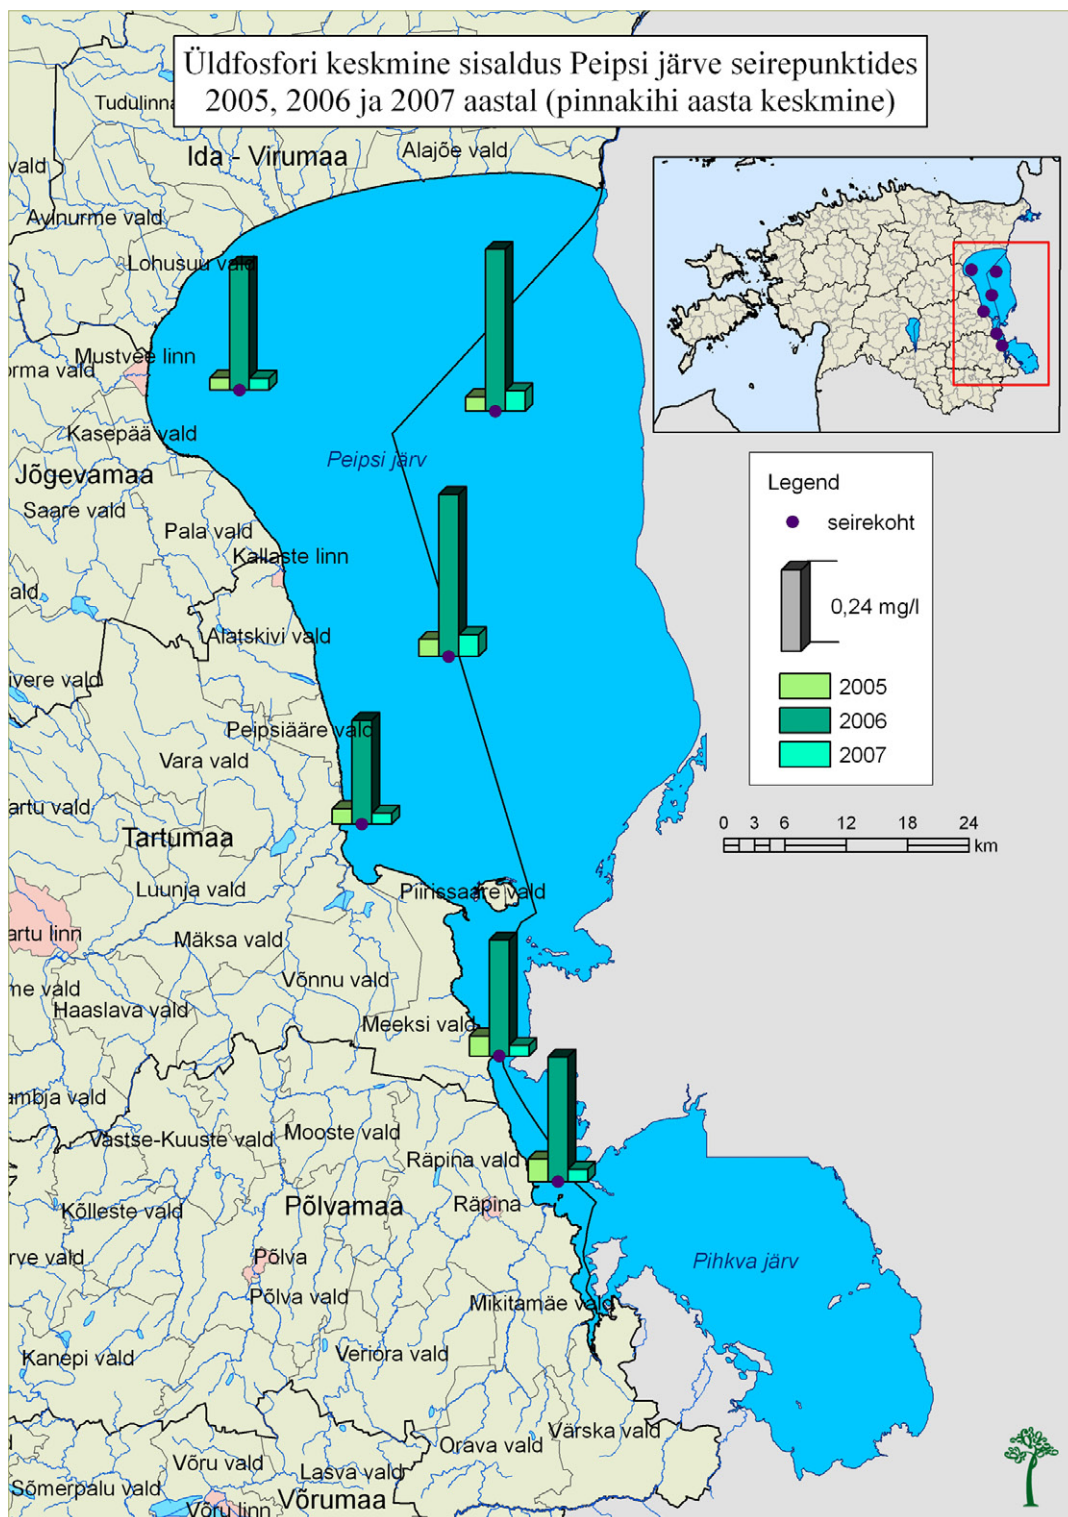 Üldfosfori keskmine sisaldus Peipsi järve seirepunktides
2005, 2006 ja 2007 aastal (pinnakihi aasta keskmine)
Tudulinna
Ida - Virumaa
Alajõe vald
vald
Avinurme vald
Lohusuu vald
Mustvee linn
orma vald
Kasepää vald
Peipsi järv
Jõgevamaa
Saare vald
Pala vald
Kallaste linn
ald
Alatskivi vald
ivere vald
Peipsiääre vald
Vara vald
artu vald
Tartumaa
Luunja vald
Piirissaare vald
artu linn
Mäksa vald
Võnnu vald
me vald
Haaslava vald
Meeksi vald
ambja vald
Vastse-Kuuste vald
Mooste vald
Räpina vald
Kõlleste vald
Põlvamaa
Räpina
rve vald
Põlva
Pihkva järv
Põlva vald
Mikitamäe vald
Kanepi vald
Veriora vald
Värska vald
Orava vald
Võru vald
Lasva vald
Sõmerpalu vald
Võrumaa
Võru linn
Legend
seirekoht
0,24 mg/l
2005
2006
2007
0 3 6 12 18 24
km